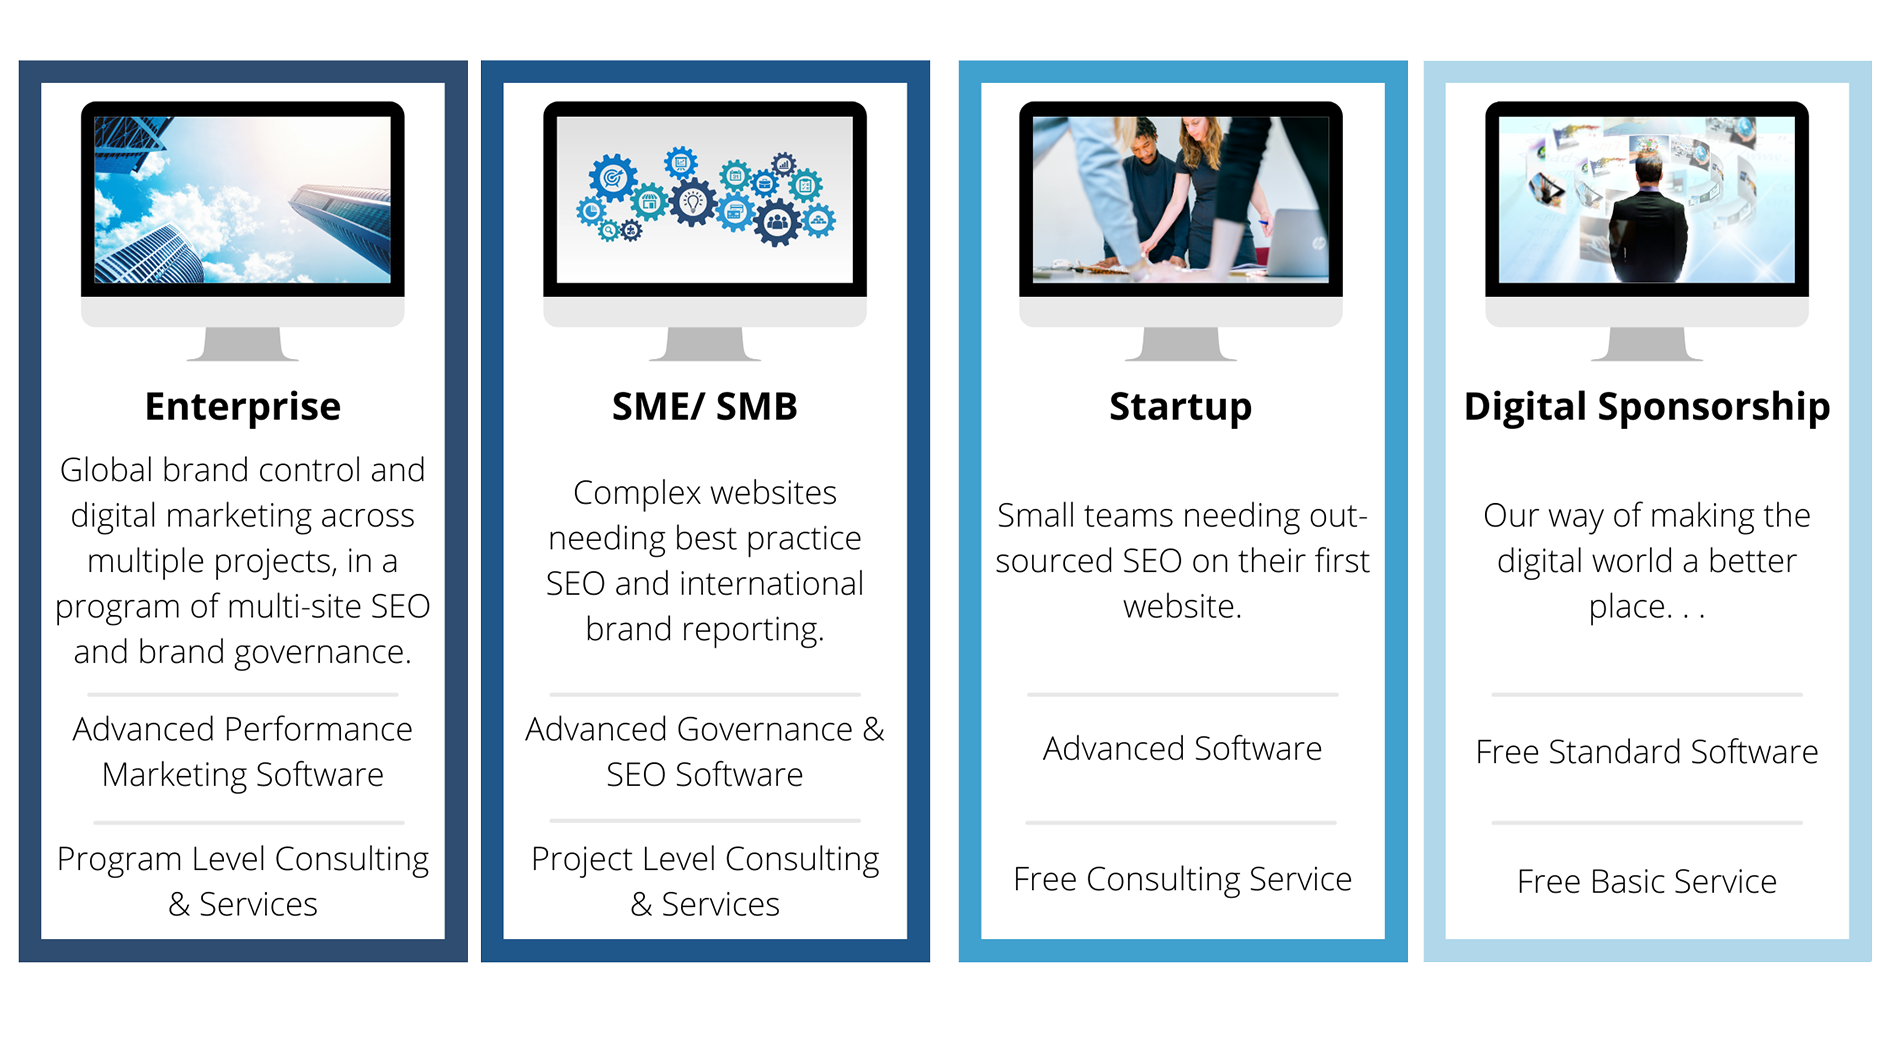 Enterprise
Global brand control and
digital marketing across
multiple projects, in a
program of multi-site SEO
and brand governance.
Advanced Performance
Marketing Software
Program Level Consulting
& Services
SME/ SMB
Complex websites
needing best practice
SEO and international
brand reporting.
Advanced Governance &
SEO Software
Project Level Consulting
& Services
Startup
Small teams needing out-
sourced SEO on their first
website.
Advanced Software
Free Consulting Service
Digital Sponsorship
Our way of making the
digital world a better
place. . .
Free Standard Software
Free Basic Service